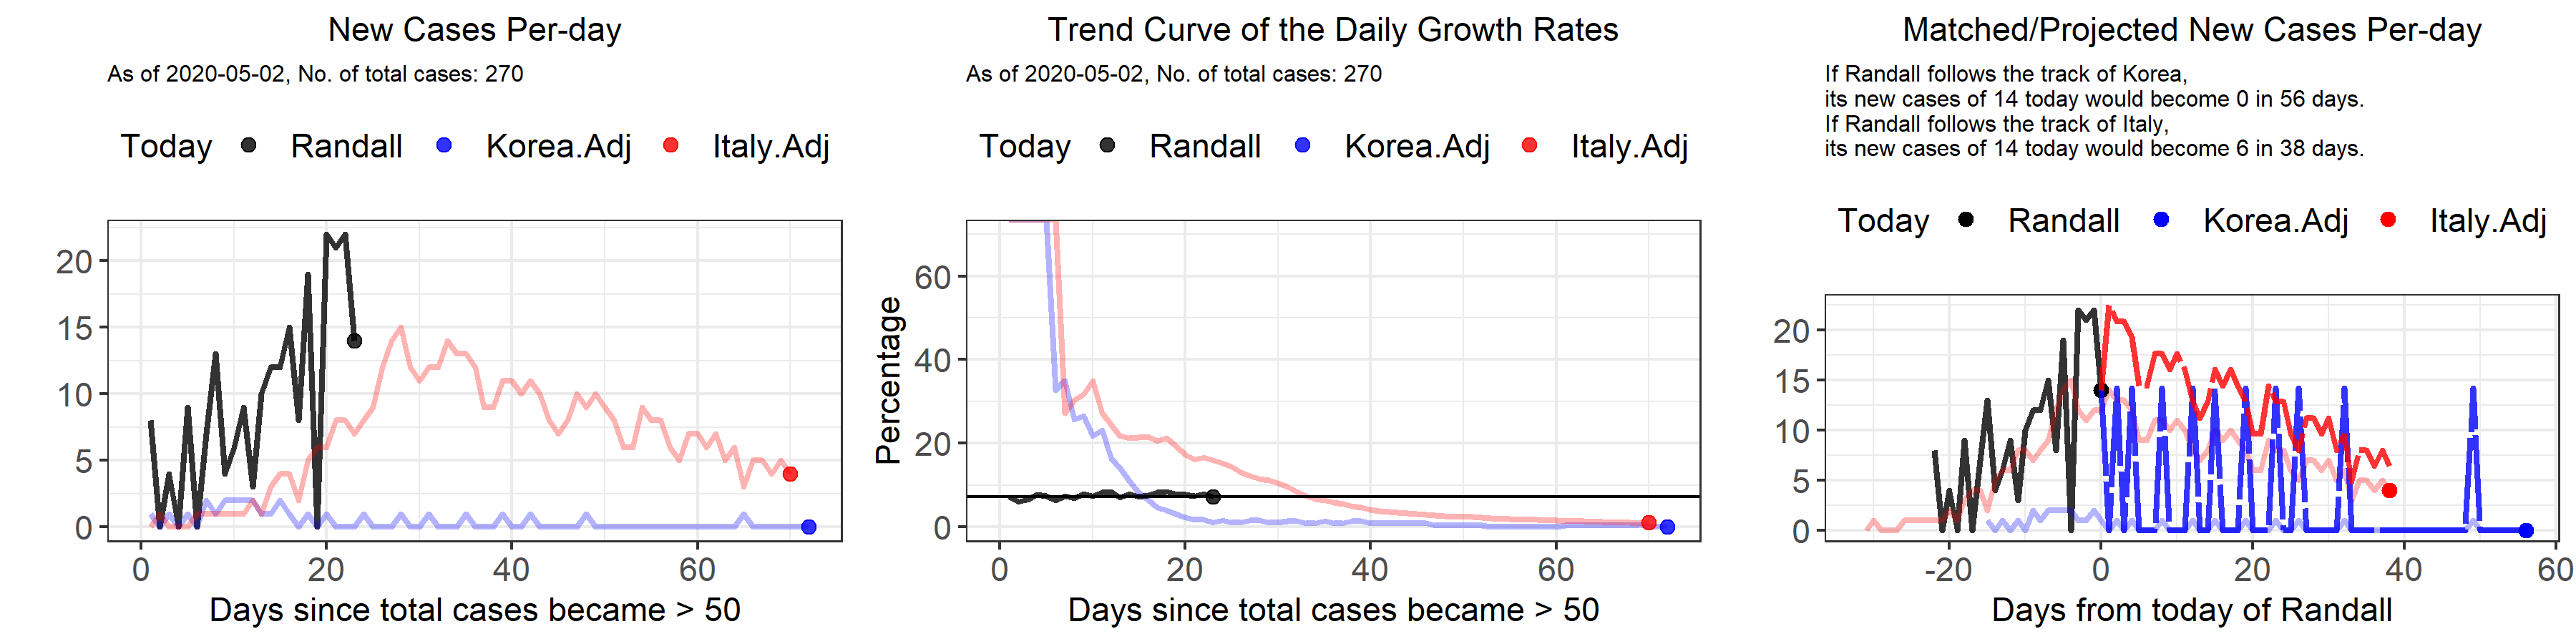 New Cases Per-day
As of 2020-05-02, No. of total cases: 270
Today Randall Korea.Adj Italy.Adj
20
15
10
5
0
0 20 40 60
Days since total cases became > 50
Trend Curve of the Daily Growth Rates
As of 2020-05-02, No. of total cases: 270
Today Randall Korea.Adj Italy.Adj
Percentage
60
40
20
0
0 20 40 60
Days since total cases became > 50
Matched/Projected New Cases Per-day
If Randall follows the track of Korea,
its new cases of 14 today would become 0 in 56 days.
If Randall follows the track of Italy,
its new cases of 14 today would become 6 in 38 days.
Today Randall Korea.Adj Italy.Adj
20
15
10
5
0
-20 0 20 40 60
Days from today of Randall